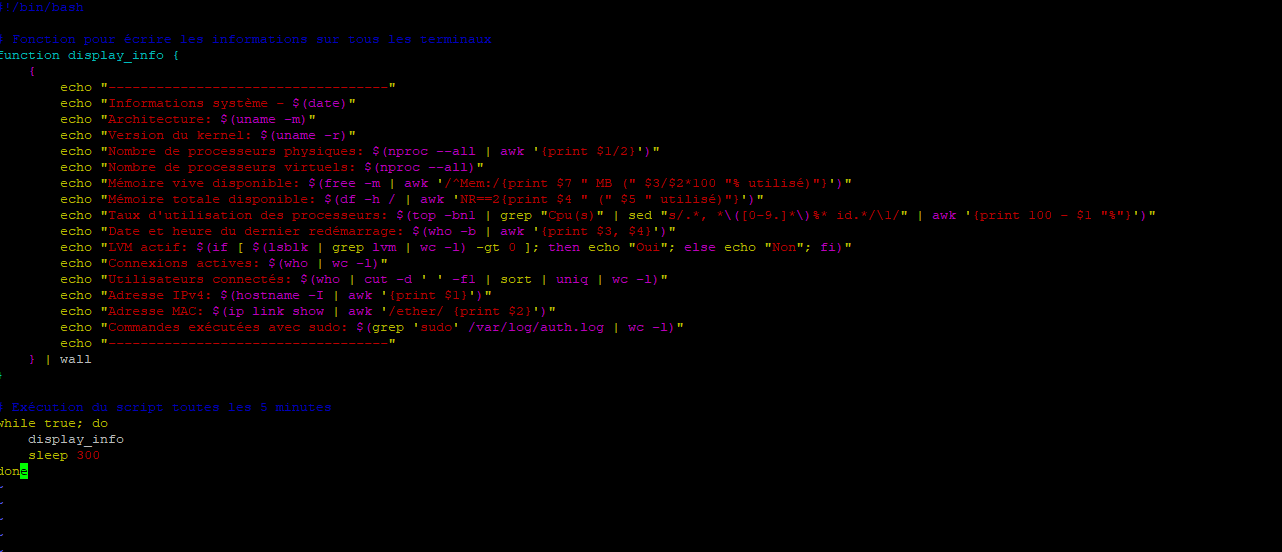 #!/bin/bash
# Fonction pour écrire les informations sur tous les terminaux
function display_info {
    {
        echo "-----------------------------------"
        echo "Informations système - $(date)"
        echo "Architecture: $(uname -m)"
        echo "Version du kernel: $(uname -r)"
        echo "Nombre de processeurs physiques: $(nproc --all | awk '{print $1/2}')"
        echo "Nombre de processeurs virtuels: $(nproc --all)"
        echo "Mémoire vive disponible: $(free -m | awk '/^Mem:/{print $7 " MB (" $3/$2*100 "% utilisé)"}')"
        echo "Mémoire totale disponible: $(df -h / | awk 'NR==2{print $4 " (" $5 " utilisé)"}')"
        echo "Taux d'utilisation des processeurs: $(top -bn1 | grep "Cpu(s)" | sed "s/.*, *\([0-9.]*\)%* id.*/\1/" | awk '{print 100 - $1 "%"}')"
        echo "Date et heure du dernier redémarrage: $(who -b | awk '{print $3, $4}')"
        echo "LVM actif: $(if [ $(lsblk | grep lvm | wc -l) -gt 0 ]; then echo "Oui"; else echo "Non"; fi)"
        echo "Connexions actives: $(who | wc -l)"
        echo "Utilisateurs connectés: $(who | cut -d ' ' -f1 | sort | uniq | wc -l)"
        echo "Adresse IPv4: $(hostname -I | awk '{print $1}')"
        echo "Adresse MAC: $(ip link show | awk '/ether/ {print $2}')"
        echo "Commandes exécutées avec sudo: $(grep 'sudo' /var/log/auth.log | wc -l)"
        echo "-----------------------------------"
    } | wall
}
# Exécution du script toutes les 5 minutes
while true; do
    display_info
    sleep 300
done
~
~
~
~
~